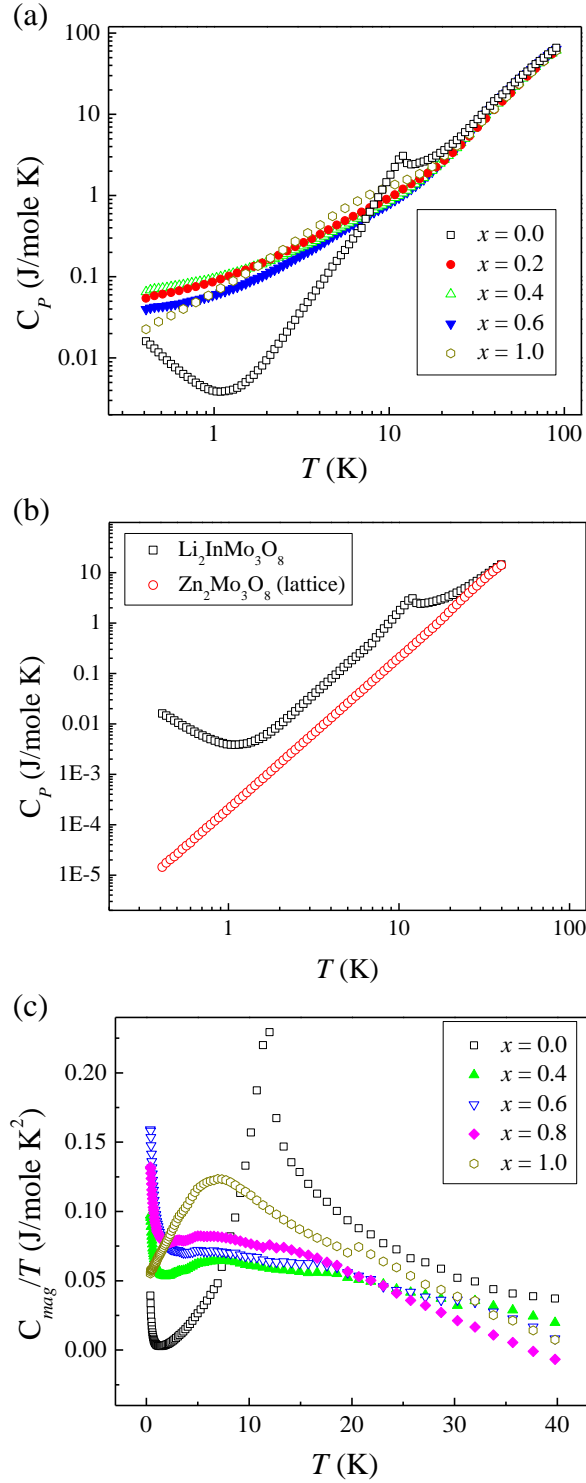 (a)
100
10
1
0.1
0.01
C_P (J/mole K)
x = 0.0
x = 0.2
x = 0.4
x = 0.6
x = 1.0
1 10 100
T (K)
(b)
Li₂InMo₃O₈
Zn₂Mo₃O₈ (lattice)
10
1
0.1
0.01
1E-3
1E-4
1E-5
C_P (J/mole K)
1 10 100
T (K)
(c)
x = 0.0
x = 0.4
x = 0.6
x = 0.8
x = 1.0
0.20
0.15
0.10
0.05
0.00
C_mag/T (J/mole K²)
0 10 20 30 40
T (K)